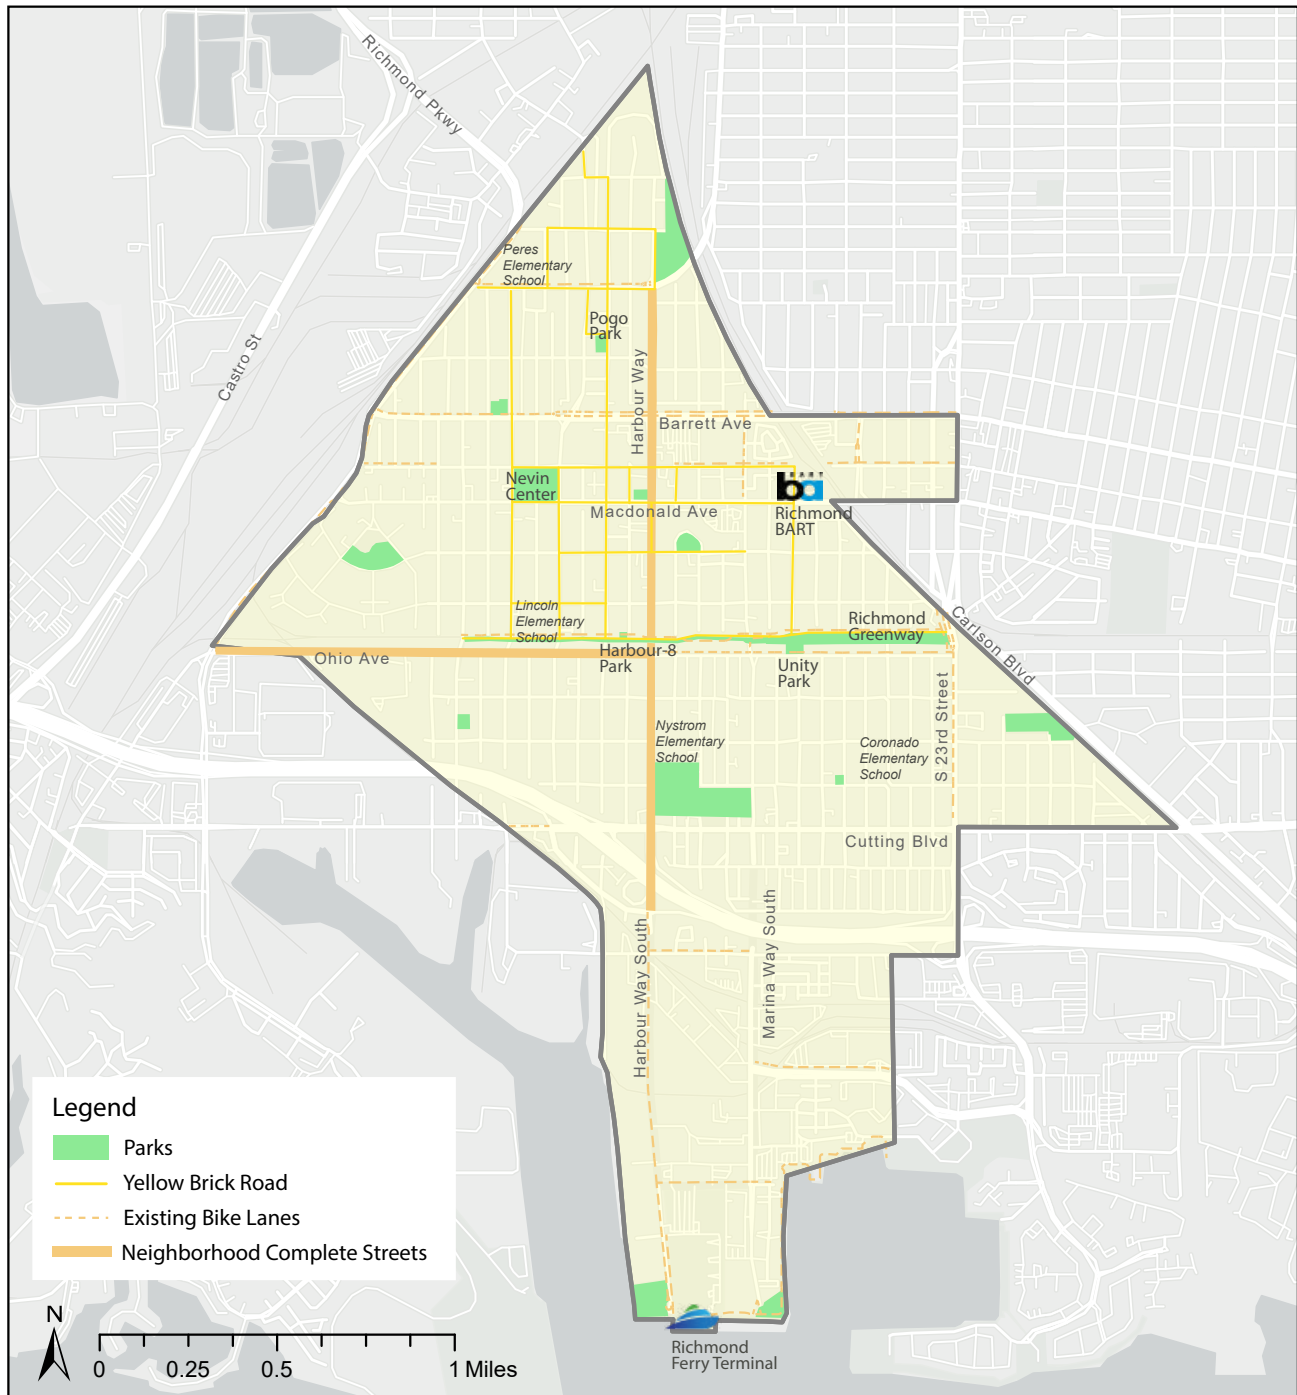 Richmond Pkwy
Castro St
Peres
Elementary
School
Pogo
Park
Harbour Way
Barrett Ave
Nevin
Center
Macdonald Ave
ba
Richmond
BART
Lincoln
Elementary
School
Richmond
Greenway
Carlson Blvd
Ohio Ave
Harbour-8
Park
Unity
Park
Nystrom
Elementary
School
Coronado
Elementary
School
S 23rd Street
Cutting Blvd
Harbour Way South
Marina Way South
Legend
Parks
Yellow Brick Road
Existing Bike Lanes
Neighborhood Complete Streets
N
0 0.25 0.5 1 Miles
Richmond
Ferry Terminal